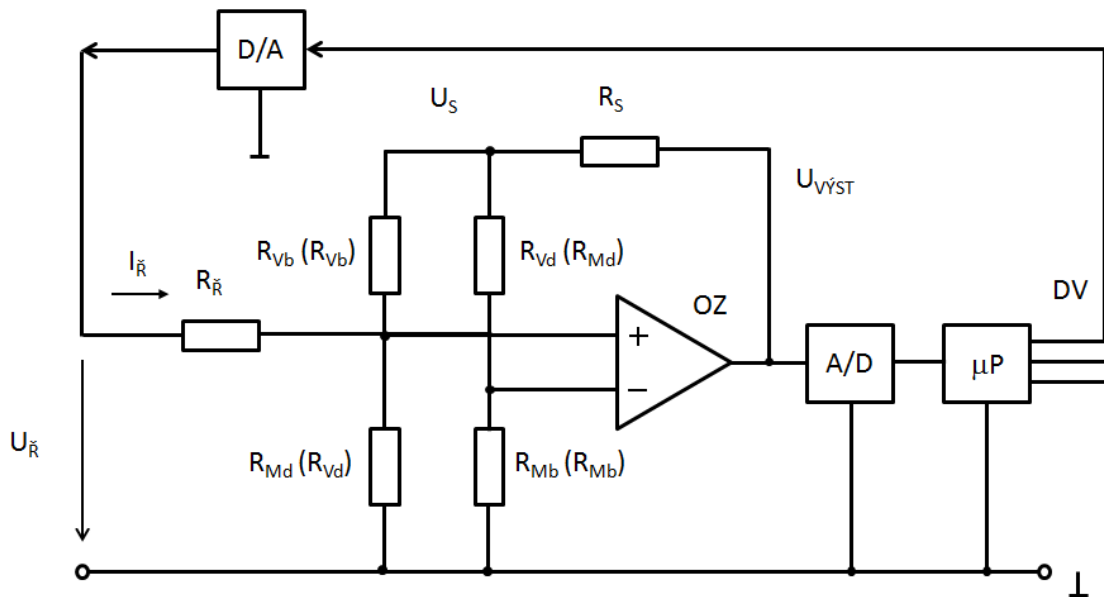 D/A
U_S
R_S
U_VÝST
R_Vb (R_Vb)
R_Vd (R_Md)
I_Ř
R_Ř
OZ
DV
+
−
A/D
μP
U_Ř
R_Md (R_Vd)
R_Mb (R_Mb)